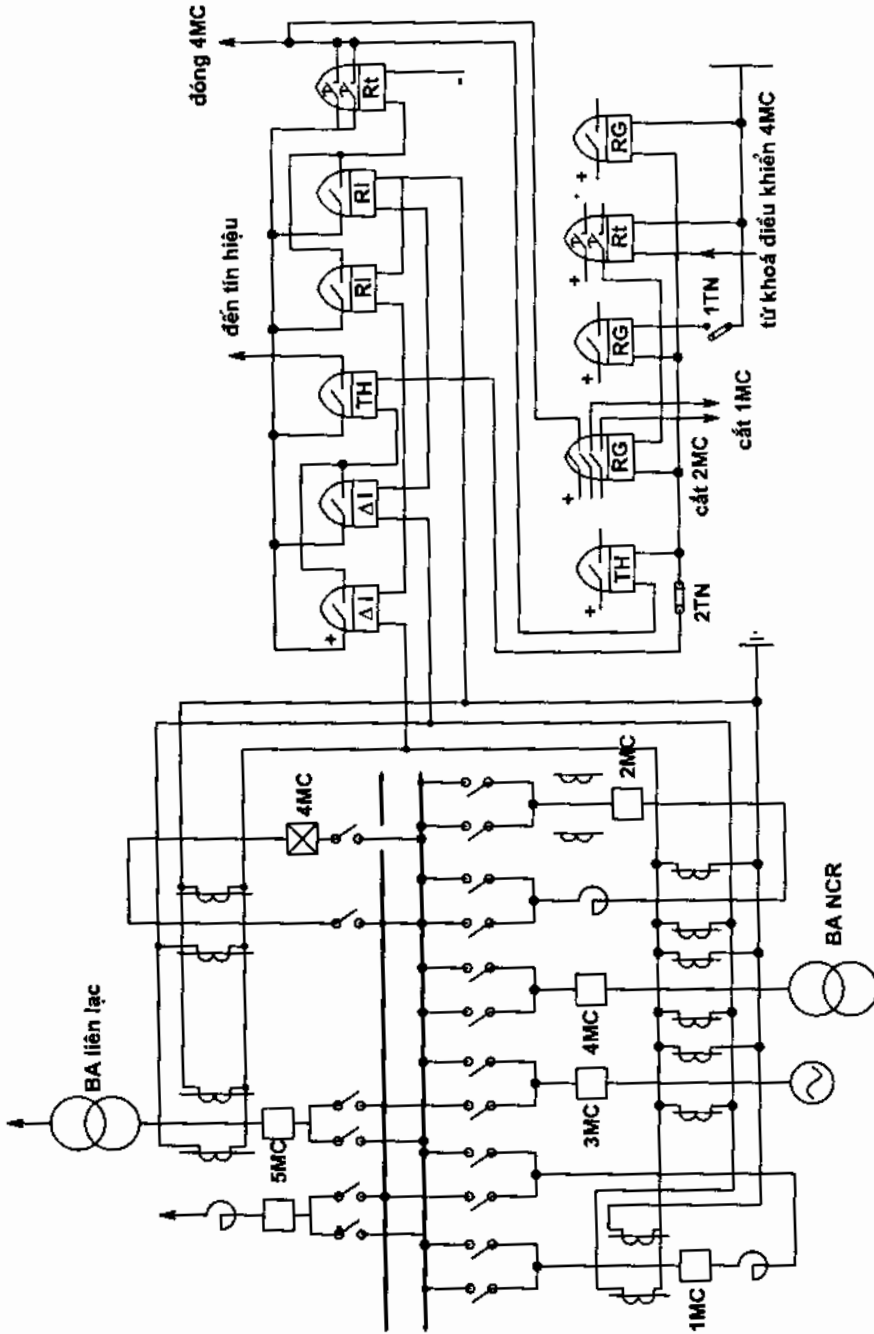 BA liên lạc
5MC
4MC
1MC
3MC
4MC
BA NCR
2MC
+
ΔI
ΔI
TH
đến tín hiệu
RI
RI
Rt
-
đóng 4MC
2TN
+
TH
+
RG
cắt 2MC
cắt 1MC
+
RG
1TN
+
Rt
từ khoá điều khiển 4MC
+
RG